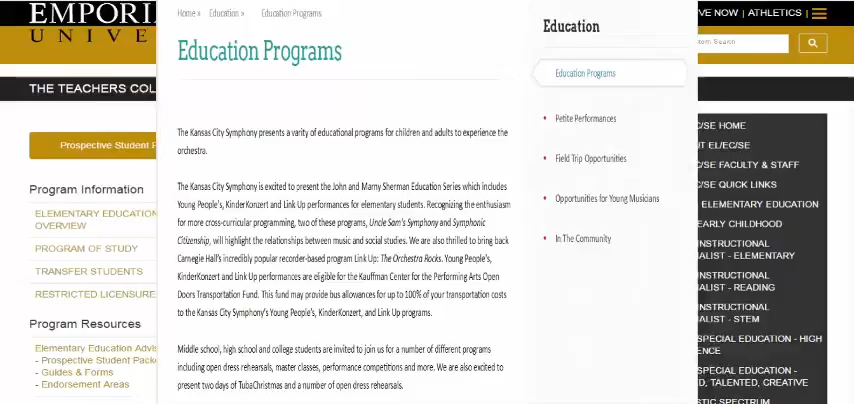 EMPORI
UNIVE
Home » Education » Education Programs
Education Programs
The Kansas City Symphony presents a varity of educational programs for children and adults to experience the
orchestra.
The Kansas City Symphony is excited to present the John and Marny Sherman Education Series which includes
Young People's, KinderKonzert and Link Up performances for elementary students. Recognizing the enthusiasm
for more cross-curricular programming, two of these programs, Uncle Sam's Symphony and Symphonic
Citizenship, will highlight the relationships between music and social studies. We are also thrilled to bring back
Carnegie Hall's incredibly popular recorder-based program Link Up: The Orchestra Rocks. Young People's,
KinderKonzert and Link Up performances are eligible for the Kauffman Center for the Performing Arts Open
Doors Transportation Fund. This fund may provide bus allowances for up to 100% of your transportation costs
to the Kansas City Symphony's Young People's, KinderKonzert, and Link Up programs.
Middle school, high school and college students are invited to join us for a number of different programs
including open dress rehearsals, master classes, performance competitions and more. We are also excited to
present two days of TubaChristmas and a number of open dress rehearsals.
Education
Education Programs
• Petite Performances
• Field Trip Opportunities
• Opportunities for Young Musicians
• In The Community
THE TEACHERS COL
Prospective Student P
Program Information
ELEMENTARY EDUCATION
OVERVIEW
PROGRAM OF STUDY
TRANSFER STUDENTS
RESTRICTED LICENSURE
Program Resources
Elementary Education Advis
- Prospective Student Packe
- Guides & Forms
- Endorsement Areas
VE NOW | ATHLETICS |
tom Search
C/SE HOME
UT EL/EC/SE
C/SE FACULTY & STAFF
C/SE QUICK LINKS
ELEMENTARY EDUCATION
EARLY CHILDHOOD
INSTRUCTIONAL
IALIST - ELEMENTARY
INSTRUCTIONAL
IALIST - READING
INSTRUCTIONAL
IALIST - STEM
SPECIAL EDUCATION - HIGH
ENCE
SPECIAL EDUCATION -
D, TALENTED, CREATIVE
STIC SPECTRUM